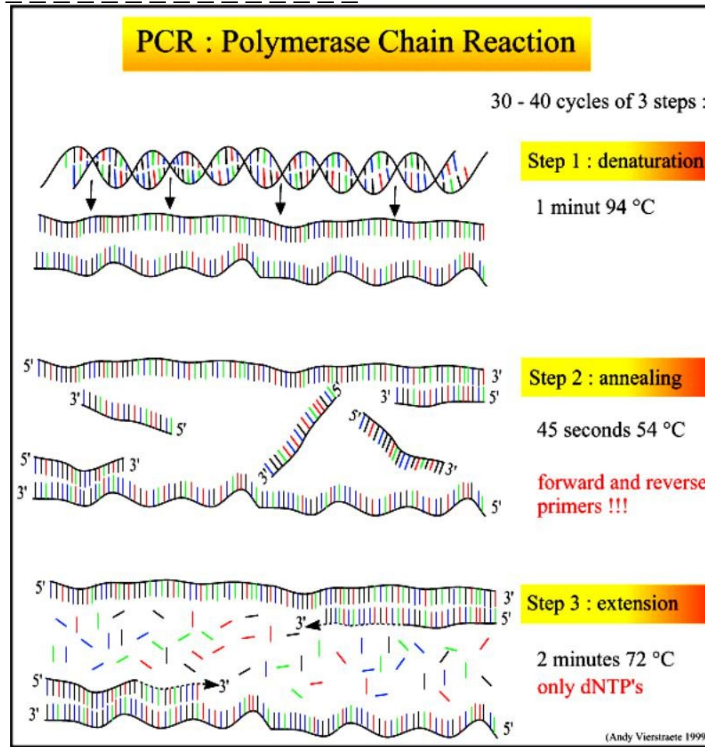 PCR : Polymerase Chain Reaction
30 - 40 cycles of 3 steps :
Step 1 : denaturation
1 minut 94 °C
5'
3'
Step 2 : annealing
3'
5'
5'
3'
5'
45 seconds 54 °C
5'
5'
3'
3'
3'
3'
5'
forward and reverse
primers !!!
5'
3'
Step 3 : extension
3'
5'
2 minutes 72 °C
only dNTP's
5'
3'
3'
5'
(Andy Vierstraete 1999